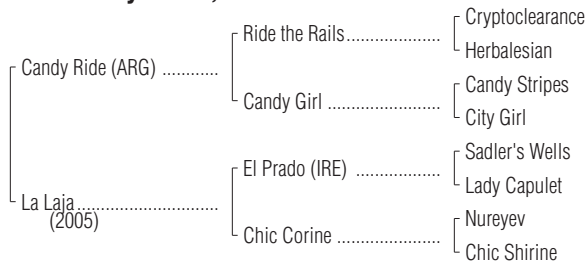 Cryptoclearance
Ride the Rails
Herbalesian
Candy Ride (ARG)
Candy Stripes
Candy Girl
City Girl
Sadler's Wells
El Prado (IRE)
Lady Capulet
La Laja
(2005)
Nureyev
Chic Corine
Chic Shirine